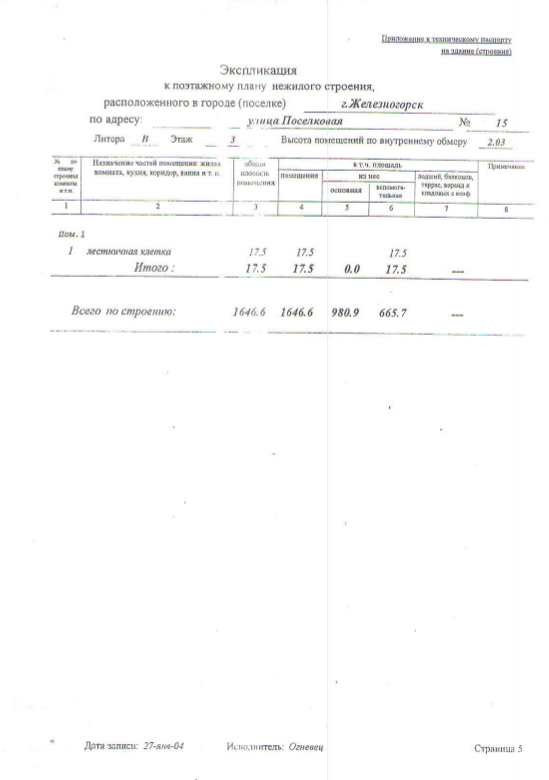 Приложение к техническому паспорту
на здание (строение)
Экспликация
к поэтажному плану нежилого строения,
расположенного в городе (поселке) г.Железногорск
по адресу: улица Поселковая № 15
Литера В Этаж 3 Высота помещений по внутреннему обмеру 2.03
№ по плану строения комнаты и т.п.
Назначение частей помещения: жилая комната, кухня, коридор, ванна и т. п.
общая площадь помещения
в т.ч. площадь
помещения
из нее
основная
вспомога-тельная
лоджий, балконов, террас, веранд и кладовых с коэф.
Примечание
1 2 3 4 5 6 7 8
Пом. 1
1 лестничная клетка 17.5 17.5 17.5
Итого : 17.5 17.5 0.0 17.5 ---
Всего по строению: 1646.6 1646.6 980.9 665.7 ---
Дата записи: 27-янв-04 Исполнитель: Огневец Страница 5